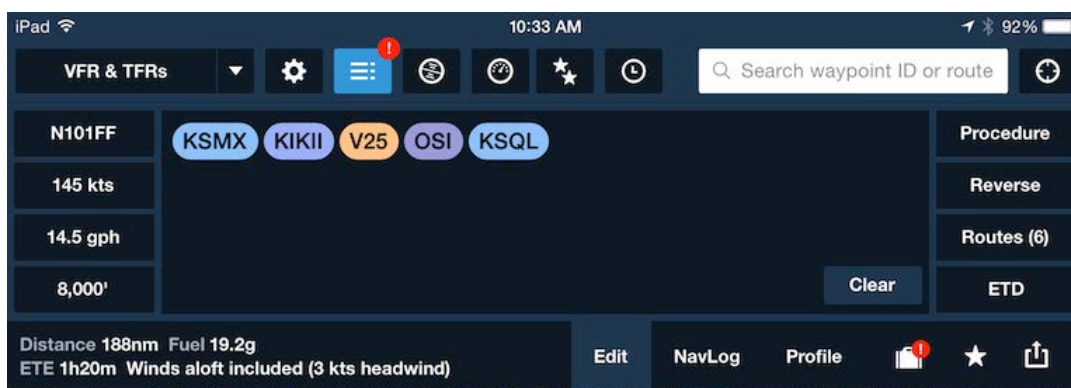 iPad 10:33 AM 92%
VFR & TFRs ! Search waypoint ID or route
N101FF KSMX KIKII V25 OSI KSQL Procedure
145 kts Reverse
14.5 gph Routes (6)
8,000' Clear ETD
Distance 188nm Fuel 19.2g
ETE 1h20m Winds aloft included (3 kts headwind)
Edit NavLog Profile !